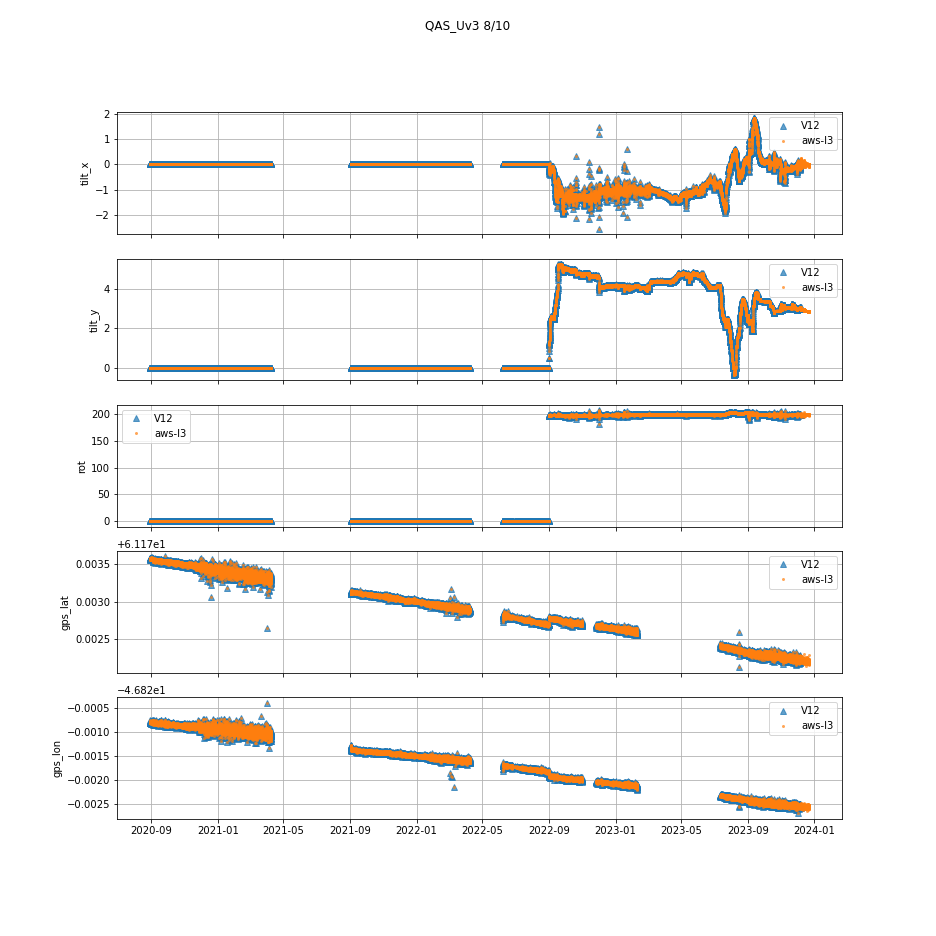 QAS_Uv3 8/10
2
1
0
−1
−2
tilt_x
V12
aws-l3
4
2
0
tilt_y
V12
aws-l3
200
150
100
50
0
rot
V12
aws-l3
+6.117e1
0.0035
0.0030
0.0025
gps_lat
V12
aws-l3
−4.682e1
−0.0005
−0.0010
−0.0015
−0.0020
−0.0025
gps_lon
V12
aws-l3
2020-09 2021-01 2021-05 2021-09 2022-01 2022-05 2022-09 2023-01 2023-05 2023-09 2024-01